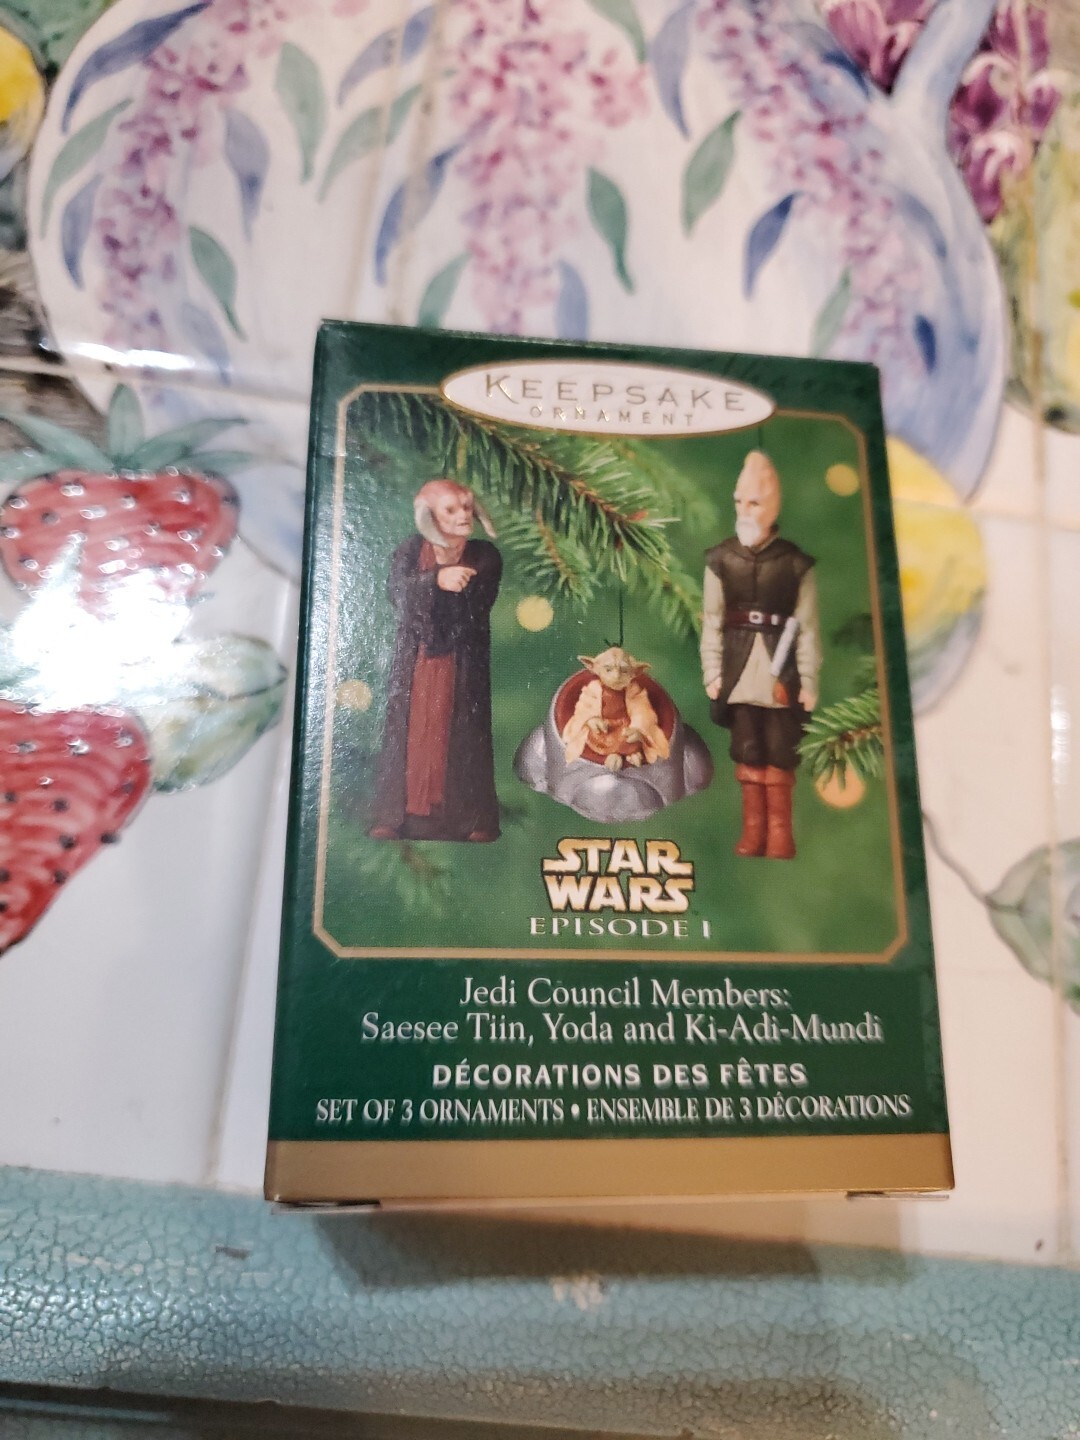 KEEPSAKE
ORNAMENT
STAR
WARS
EPISODE I
Jedi Council Members:
Saesee Tiin, Yoda and Ki-Adi-Mundi
DÉCORATIONS DES FÊTES
SET OF 3 ORNAMENTS • ENSEMBLE DE 3 DÉCORATIONS